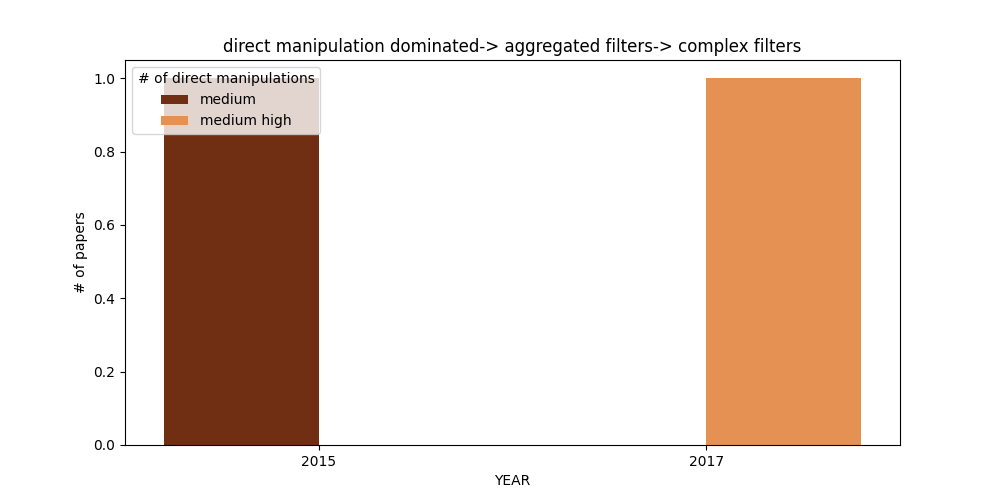 direct manipulation dominated-> aggregated filters-> complex filters
# of direct manipulations
medium
medium high
1.0
0.8
0.6
0.4
0.2
0.0
# of papers
2015
2017
YEAR